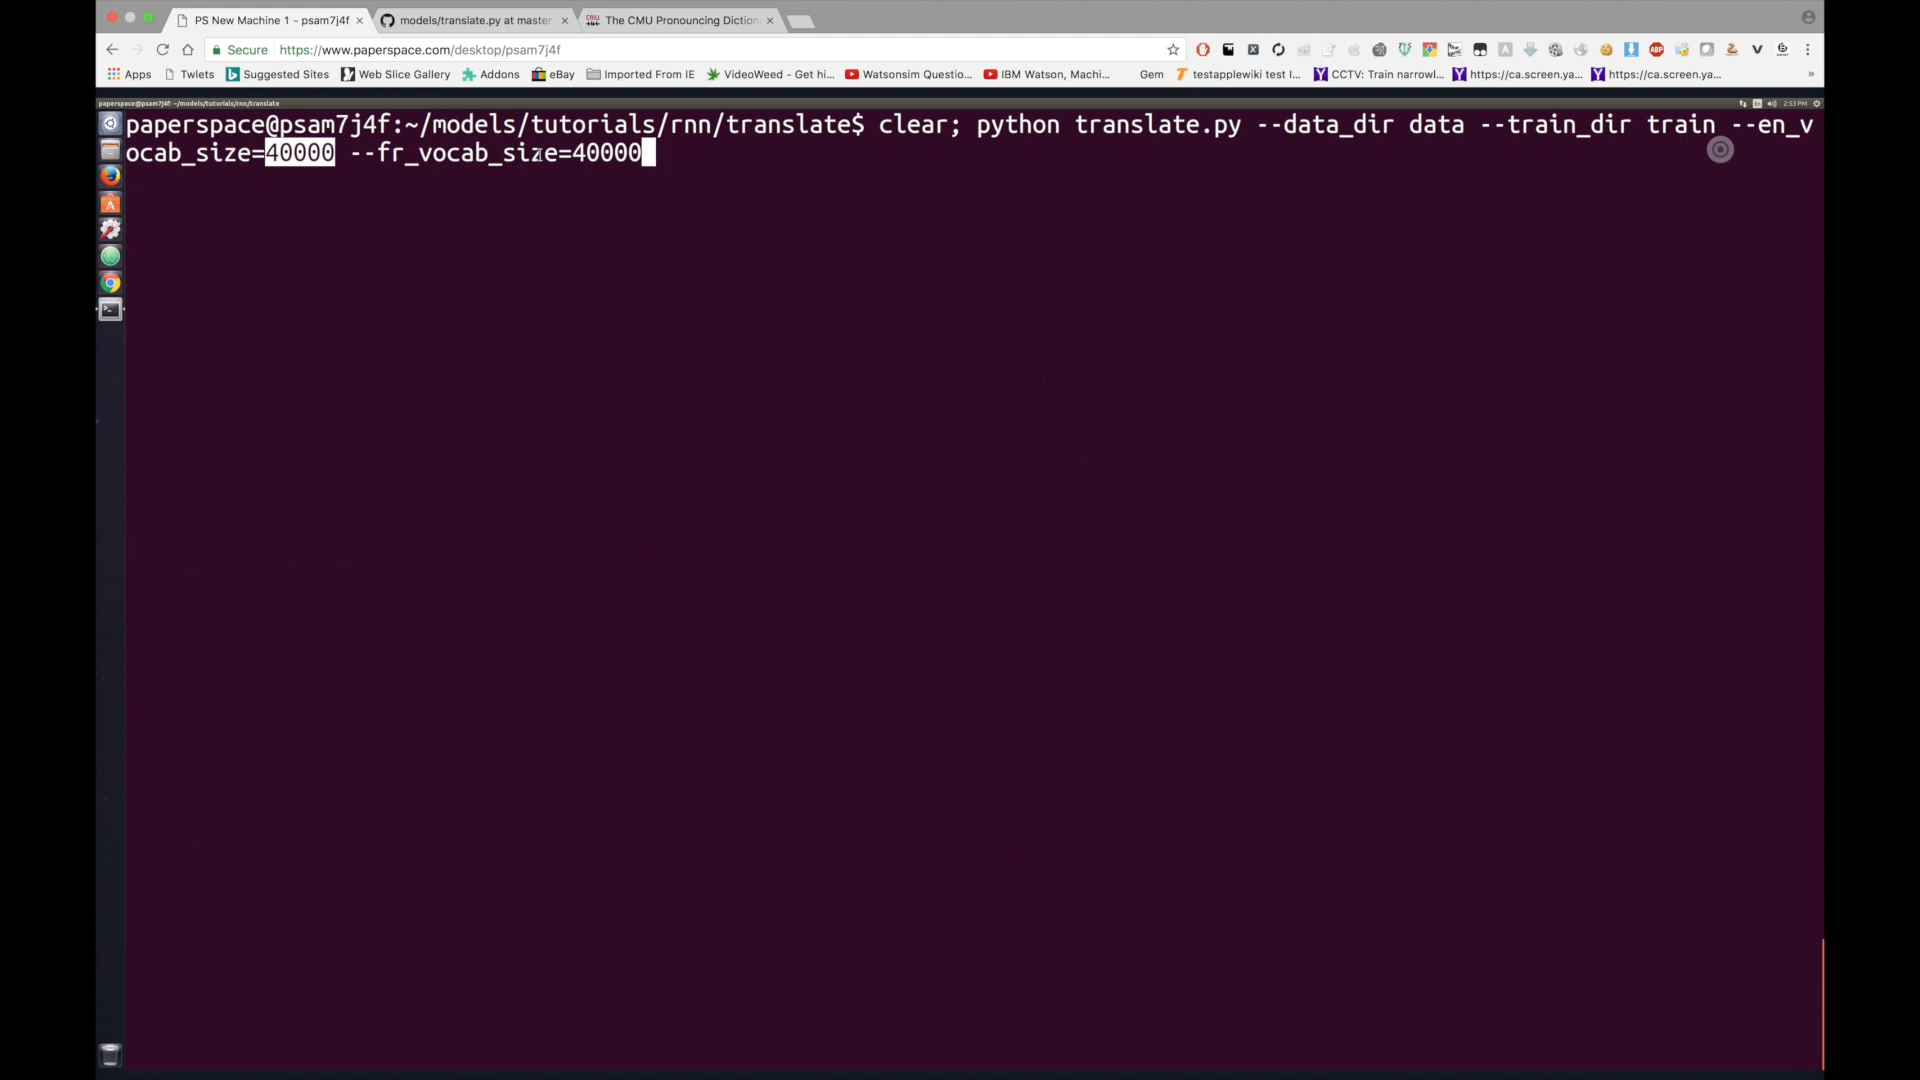 PS New Machine 1 - psam7j4f
models/translate.py at master
The CMU Pronouncing Diction
Secure
https://www.paperspace.com/desktop/psam7j4f
Apps
Twlets
Suggested Sites
Web Slice Gallery
Addons
eBay
Imported From IE
VideoWeed - Get hi...
Watsonsim Questio...
IBM Watson, Machi...
Gem
testapplewiki test I...
CCTV: Train narrowl...
https://ca.screen.ya...
https://ca.screen.ya...
»
paperspace@psam7j4f: ~/models/tutorials/rnn/translate
2:53 PM
paperspace@psam7j4f:~/models/tutorials/rnn/translate$ clear; python translate.py --data_dir data --train_dir train --en_v
ocab_size=40000 --fr_vocab_size=40000